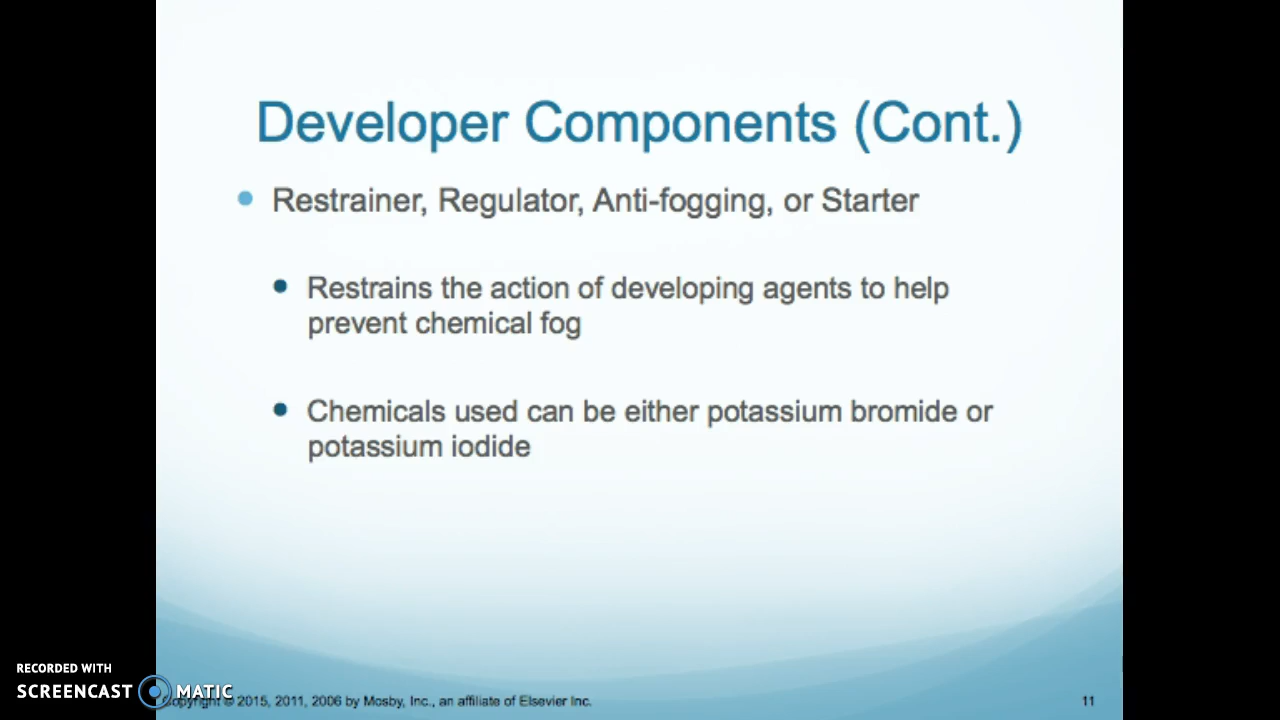 Developer Components (Cont.)
Restrainer, Regulator, Anti-fogging, or Starter
Restrains the action of developing agents to help
prevent chemical fog
Chemicals used can be either potassium bromide or
potassium iodide
RECORDED WITH
SCREENCAST MATIC
Copyright © 2015, 2011, 2006 by Mosby, Inc., an affiliate of Elsevier Inc.
11